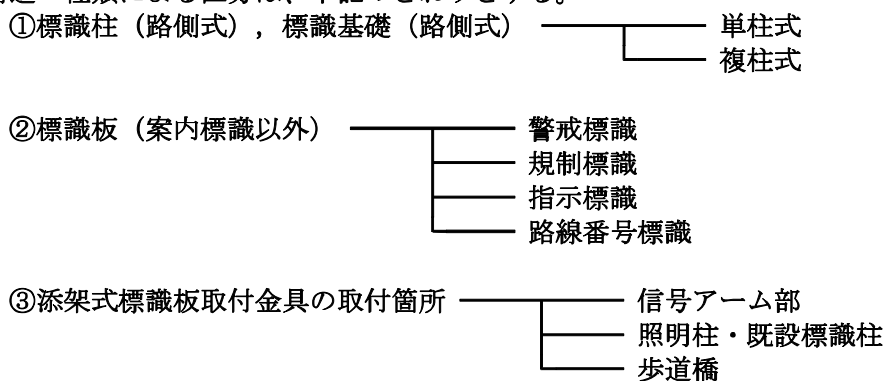 ①標識柱（路側式），標識基礎（路側式） 単柱式
複柱式
②標識板（案内標識以外） 警戒標識
規制標識
指示標識
路線番号標識
③添架式標識板取付金具の取付箇所 信号アーム部
照明柱・既設標識柱
歩道橋